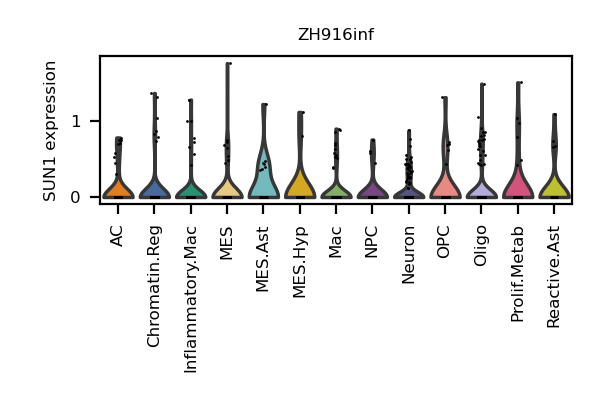 ZH916inf
SUN1 expression
1
0
AC
Chromatin.Reg
Inflammatory.Mac
MES
MES.Ast
MES.Hyp
Mac
NPC
Neuron
OPC
Oligo
Prolif.Metab
Reactive.Ast